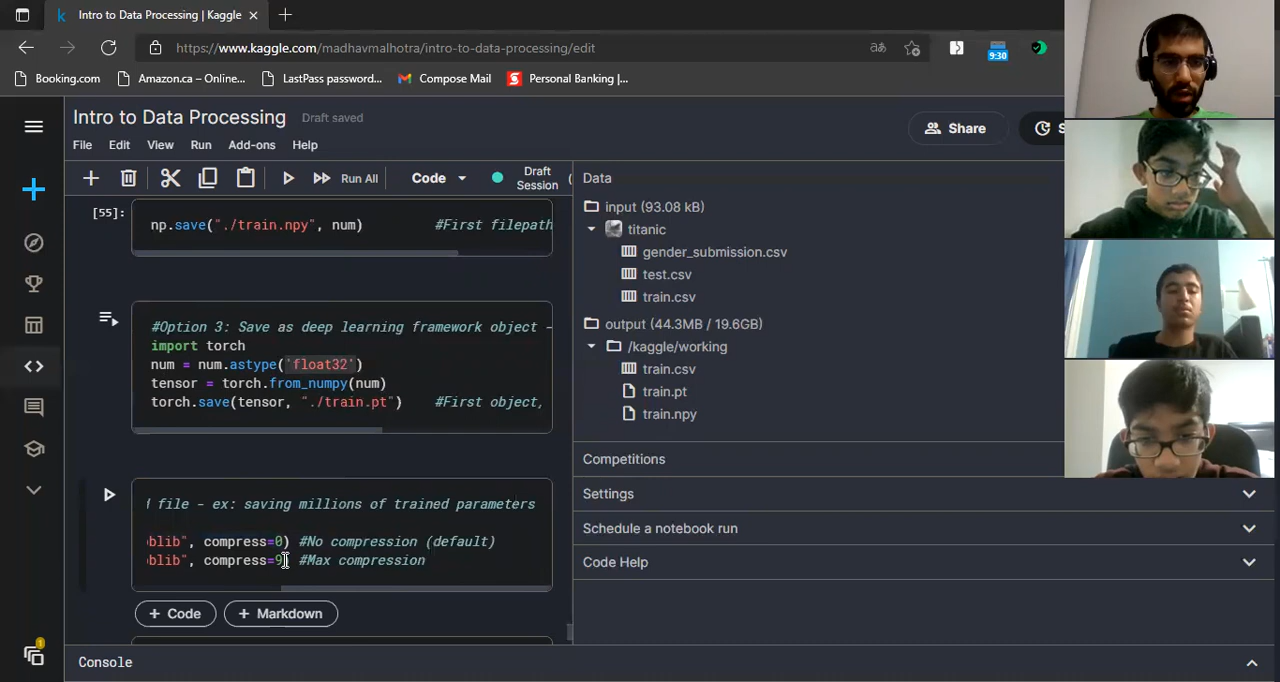 Intro to Data Processing | Kaggle
https://www.kaggle.com/madhavmalhotra/intro-to-data-processing/edit
ああ
9:30
Booking.com
Amazon.ca – Online...
LastPass password...
Compose Mail
Personal Banking |...
Intro to Data Processing
Draft saved
Share
File
Edit
View
Run
Add-ons
Help
Run All
Code
Draft
Session
[55]:
np.save("./train.npy", num) #First filepath
#Option 3: Save as deep learning framework object –
import torch
num = num.astype('float32')
tensor = torch.from_numpy(num)
torch.save(tensor, "./train.pt") #First object,
file - ex: saving millions of trained parameters
blib", compress=0) #No compression (default)
blib", compress=9) #Max compression
+ Code
+ Markdown
Console
Data
input (93.08 kB)
titanic
gender_submission.csv
test.csv
train.csv
output (44.3MB / 19.6GB)
/kaggle/working
train.csv
train.pt
train.npy
Competitions
Settings
Schedule a notebook run
Code Help